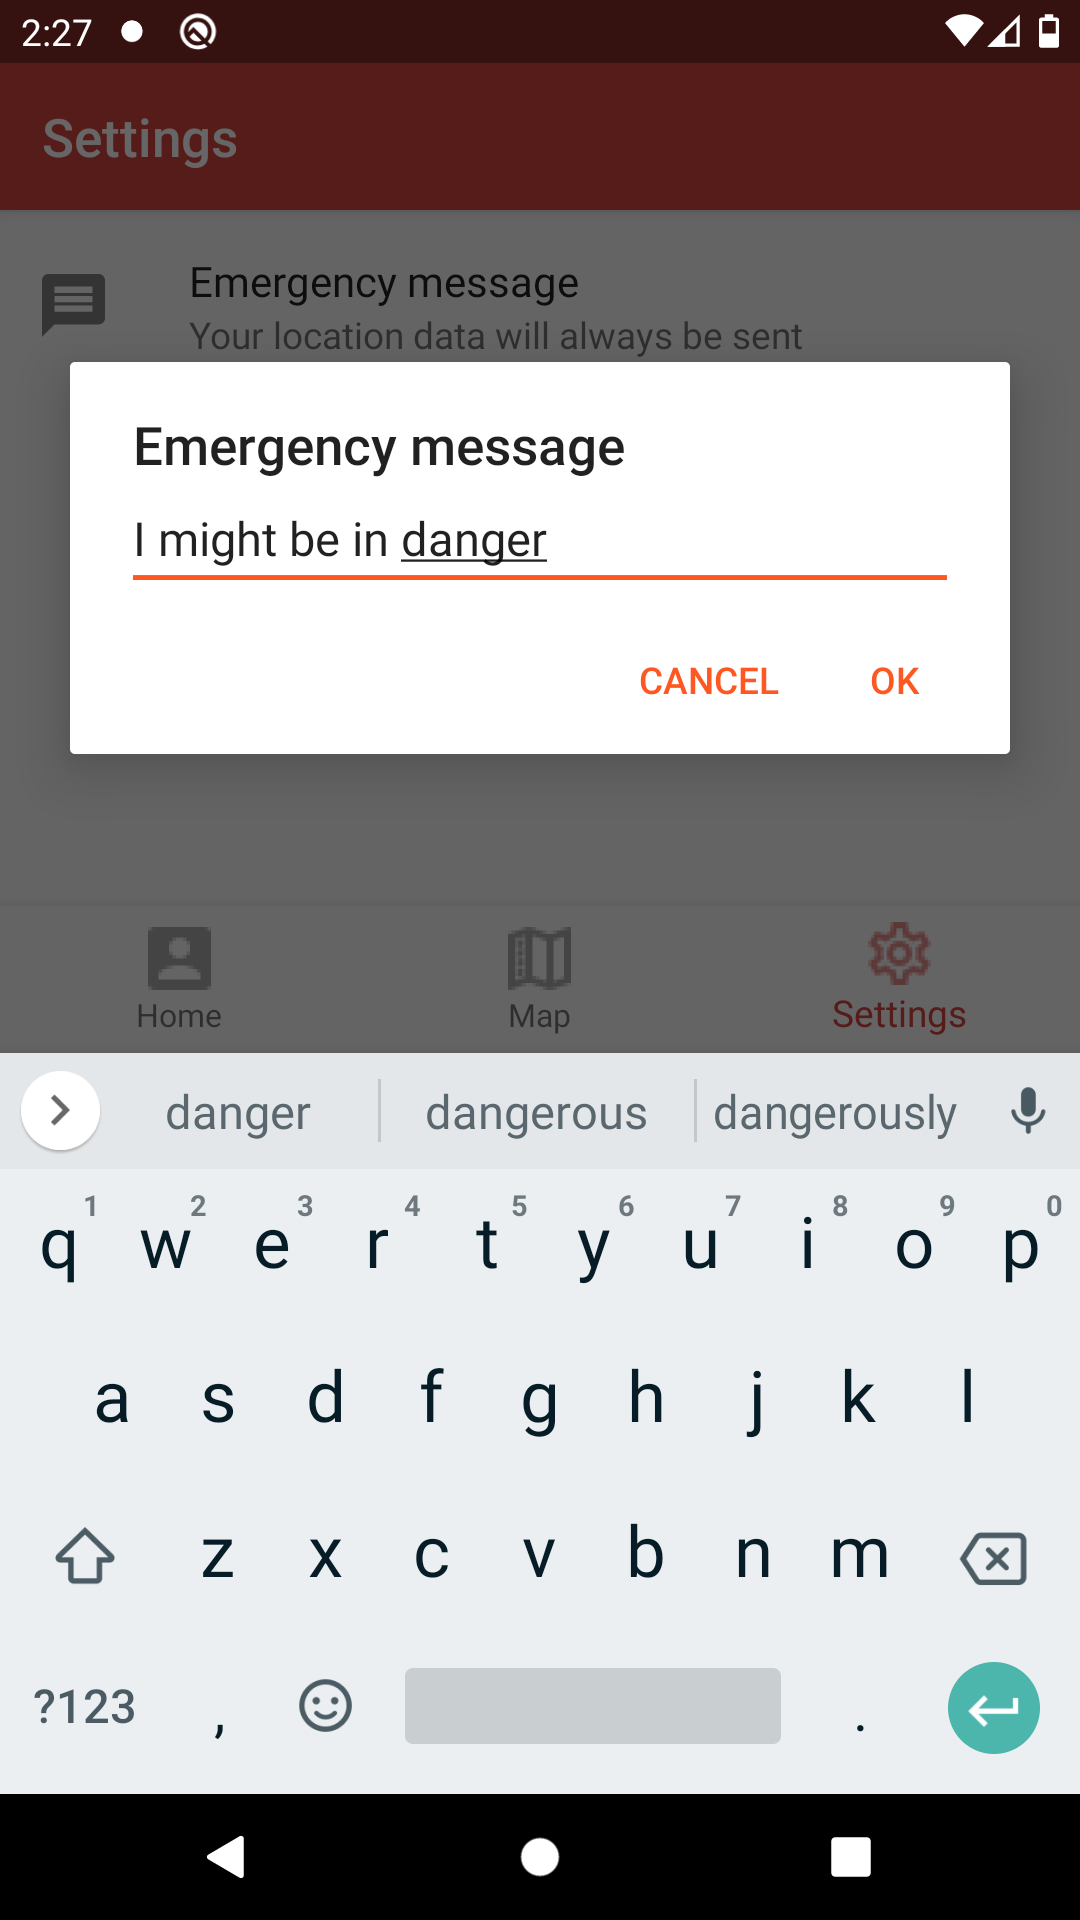 2:27
Settings
Emergency message
Your location data will always be sent
Emergency message
I might be in danger
CANCEL OK
Home Map Settings
danger dangerous dangerously
1 2 3 4 5 6 7 8 9 0
q w e r t y u i o p
a s d f g h j k l
z x c v b n m
?123 , .